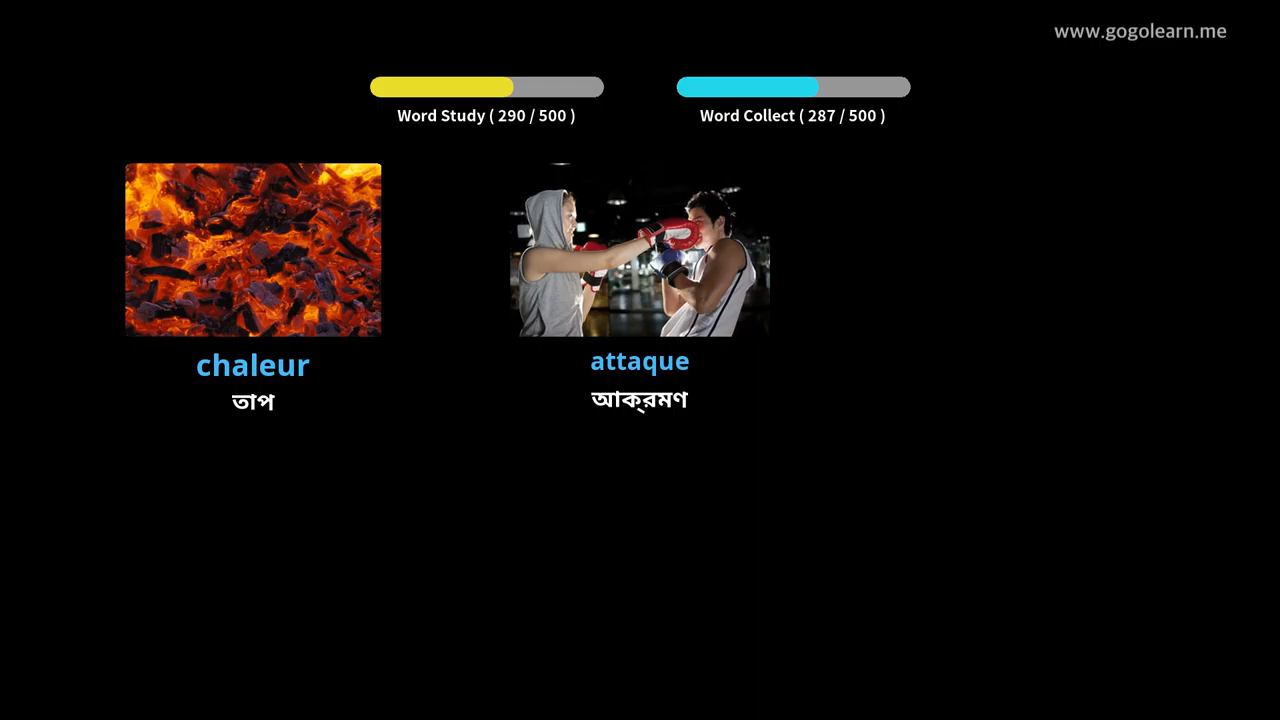 www.gogolearn.me
Word Study ( 290 / 500 )
Word Collect ( 287 / 500 )
chaleur
তাপ
attaque
আক্রমণ